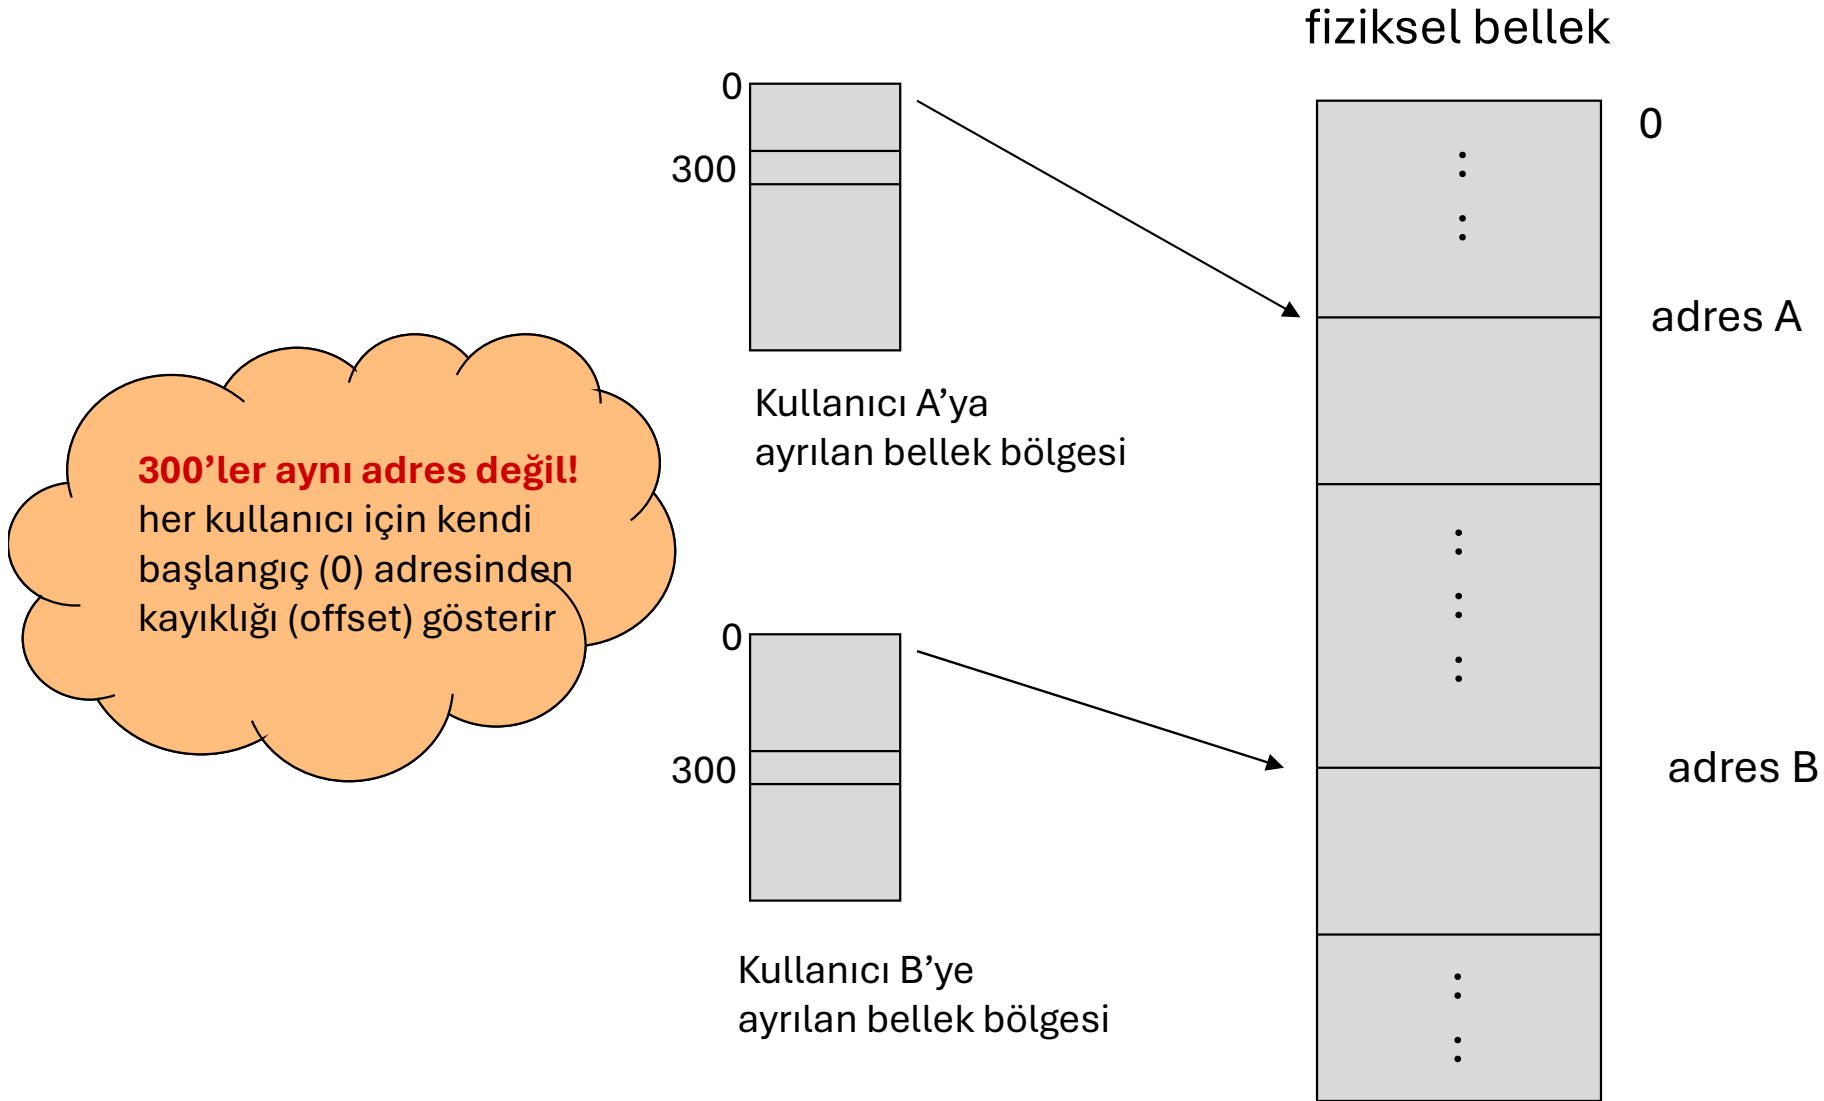 fiziksel bellek
0
300
0
adres A
Kullanıcı A’ya
ayrılan bellek bölgesi
300’ler aynı adres değil!
her kullanıcı için kendi
başlangıç (0) adresinden
kayıklığı (offset) gösterir
0
300
adres B
Kullanıcı B’ye
ayrılan bellek bölgesi